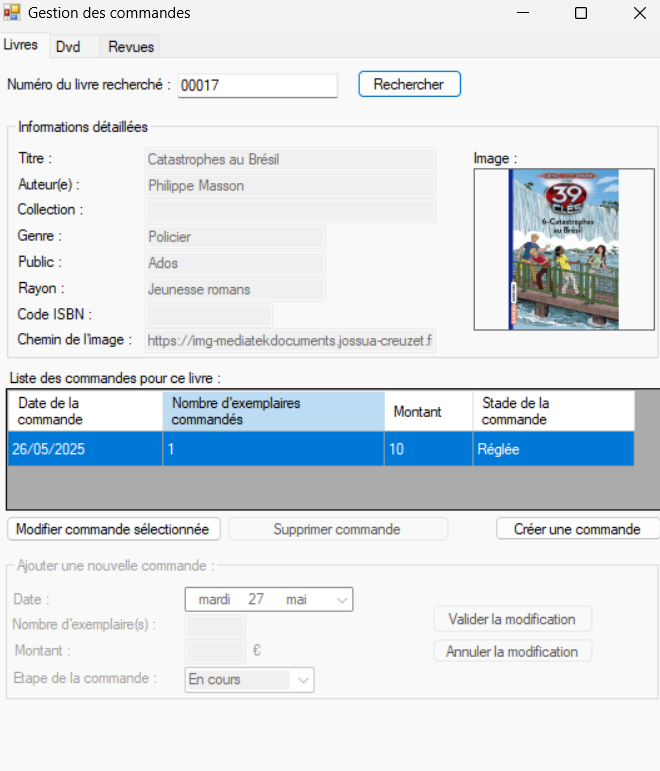 Gestion des commandes
Livres Dvd Revues
Numéro du livre recherché : 00017 Rechercher
Informations détaillées
Titre : Catastrophes au Brésil
Image :
Auteur(e) : Philippe Masson
Collection :
Genre : Policier
Public : Ados
Rayon : Jeunesse romans
Code ISBN :
Chemin de l'image : https://img-mediatekdocuments.jossua-creuzet.f
39
CLES
6-Catastrophes
au Brésil
Liste des commandes pour ce livre :
Date de la commande Nombre d'exemplaires commandés Montant Stade de la commande
26/05/2025 1 10 Réglée
Modifier commande sélectionnée Supprimer commande Créer une commande
Ajouter une nouvelle commande :
Date : mardi 27 mai
Nombre d'exemplaire(s) : Valider la modification
Montant : € Annuler la modification
Etape de la commande : En cours